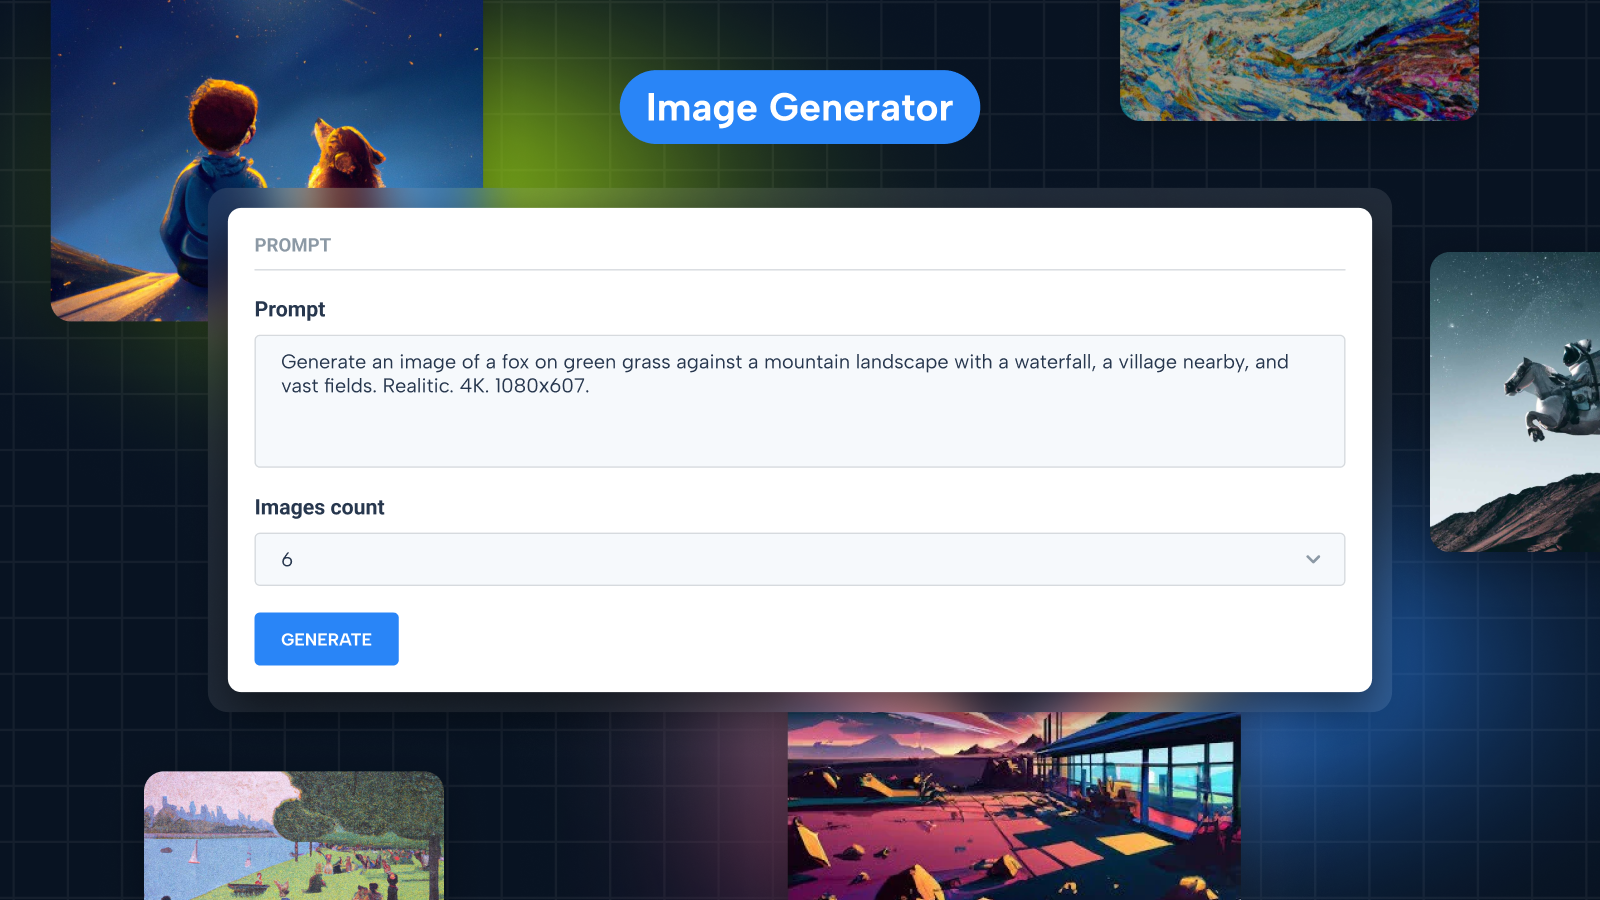 Image Generator
PROMPT
Prompt
Generate an image of a fox on green grass against a mountain landscape with a waterfall, a village nearby, and
vast fields. Realitic. 4K. 1080x607.
Images count
6
GENERATE